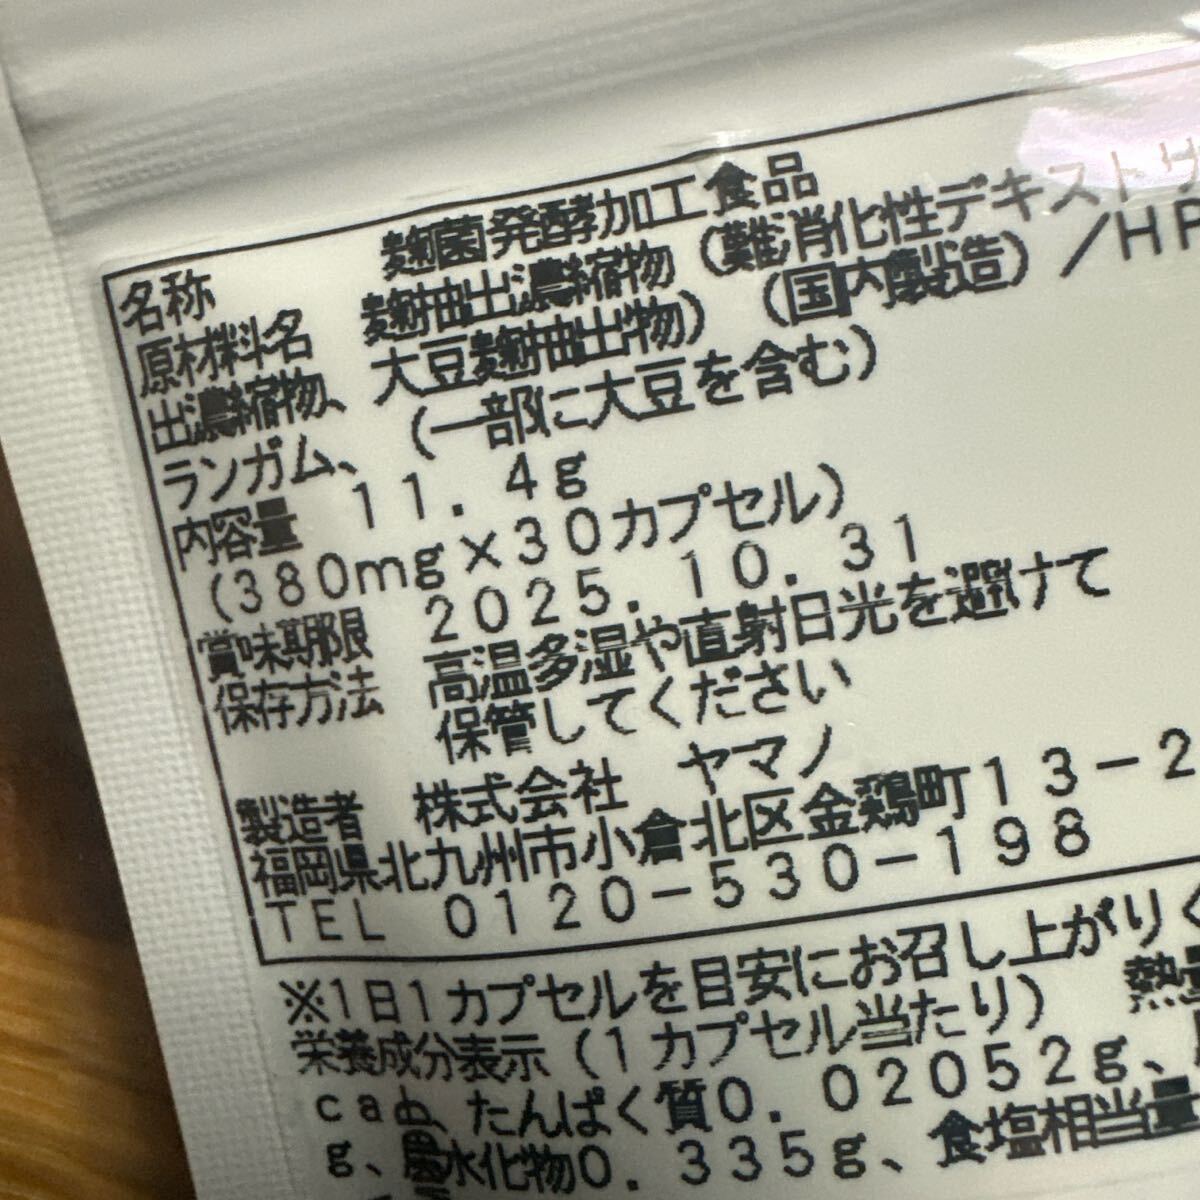 名称 麹菌発酵加工食品
原材料名 麹抽出濃縮物(難消化性デキストリ
出濃縮物、大豆麹抽出物)(国内製造)/HP
ランガム、(一部に大豆を含む)
内容量 11.4g
(380mg×30カプセル)
賞味期限 2025.10.31
保存方法 高温多湿や直射日光を避けて
保管してください
製造者 株式会社 ヤマノ
福岡県北九州市小倉北区金鶏町13-2
TEL 0120-530-198
※1日1カプセルを目安にお召し上がりく
栄養成分表示(1カプセル当たり) 熱量
cal、たんぱく質0.02052g、
g、炭水化物0.335g、食塩相当量